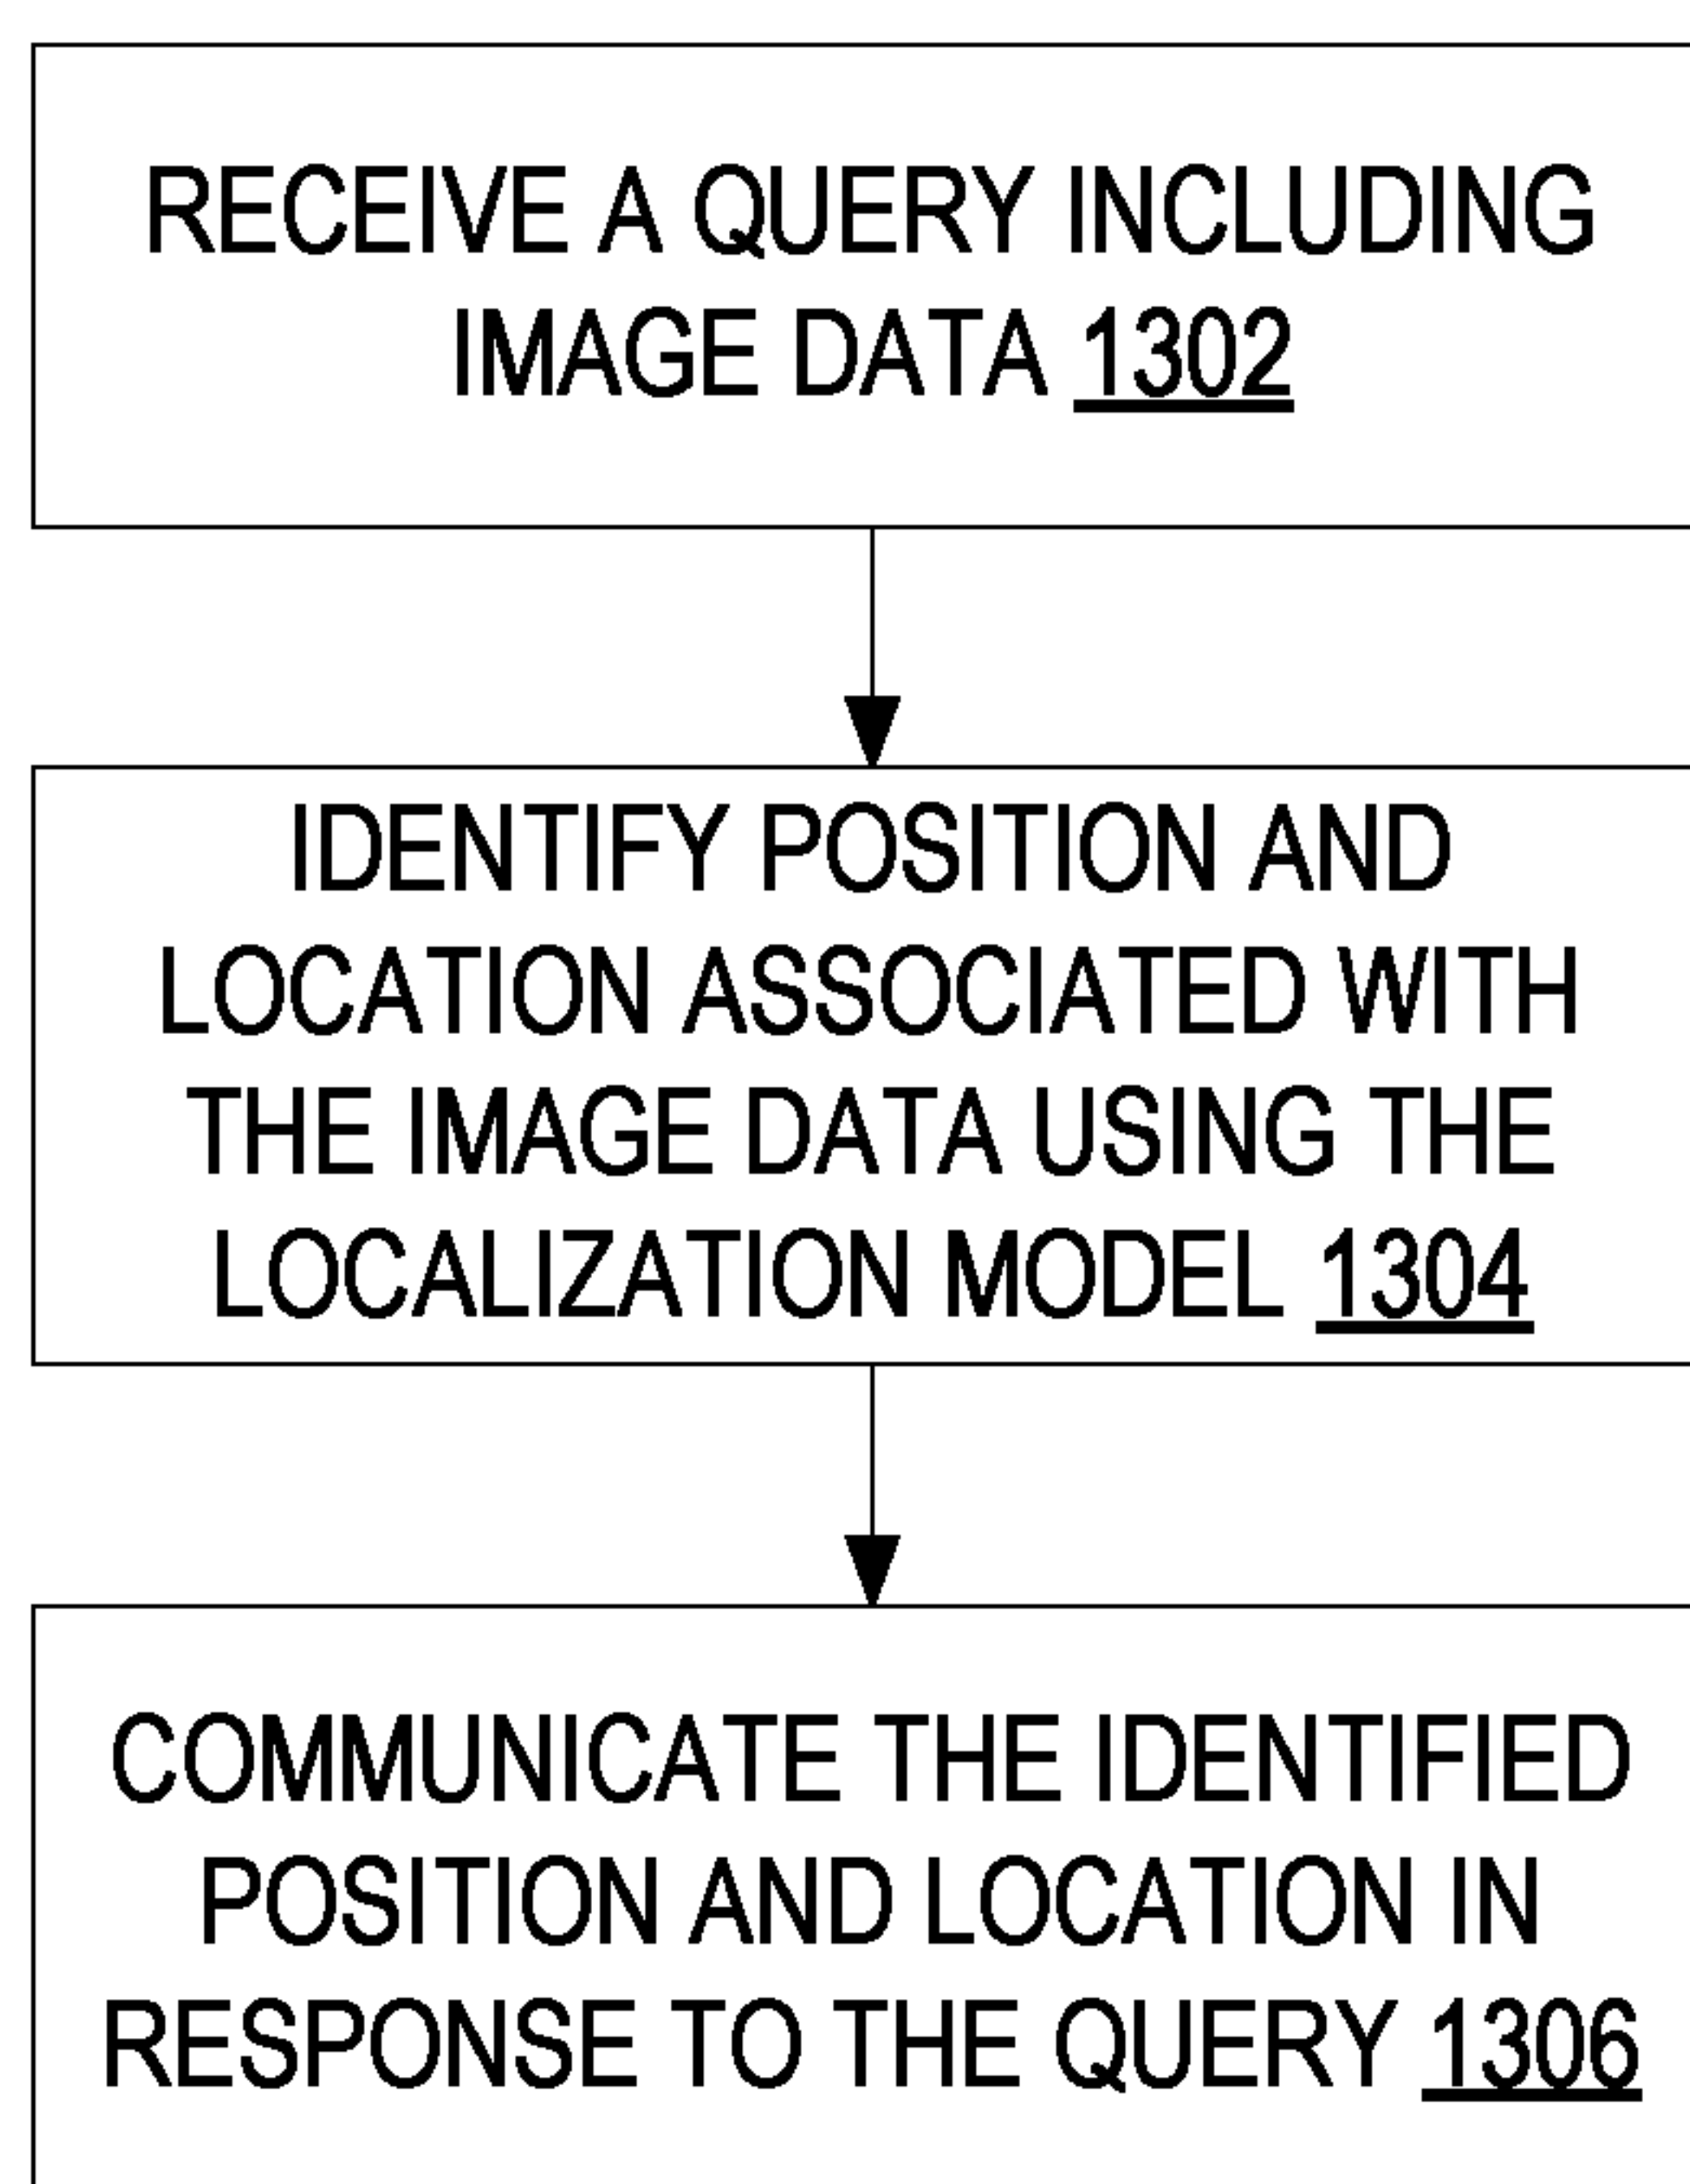 RECEIVE A QUERY INCLUDING
IMAGE DATA 1302
IDENTIFY POSITION AND
LOCATION ASSOCIATED WITH
THE IMAGE DATA USING THE
LOCALIZATION MODEL 1304
COMMUNICATE THE IDENTIFIED
POSITION AND LOCATION IN
RESPONSE TO THE QUERY 1306